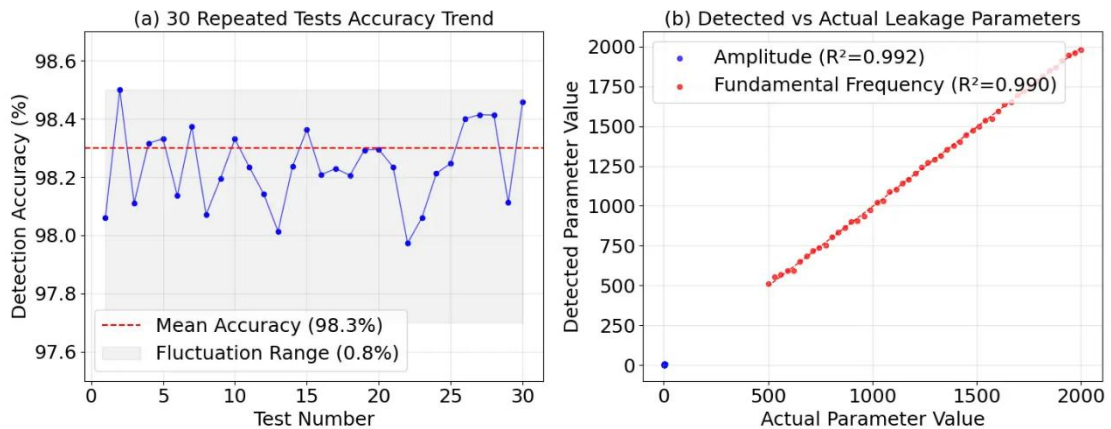 (a) 30 Repeated Tests Accuracy Trend
98.6
98.4
98.2
98.0
97.8
97.6
Detection Accuracy (%)
Mean Accuracy (98.3%)
Fluctuation Range (0.8%)
0
5
10
15
20
25
30
Test Number
(b) Detected vs Actual Leakage Parameters
2000
1750
1500
1250
1000
750
500
250
0
Detected Parameter Value
Amplitude (R²=0.992)
Fundamental Frequency (R²=0.990)
0
500
1000
1500
2000
Actual Parameter Value